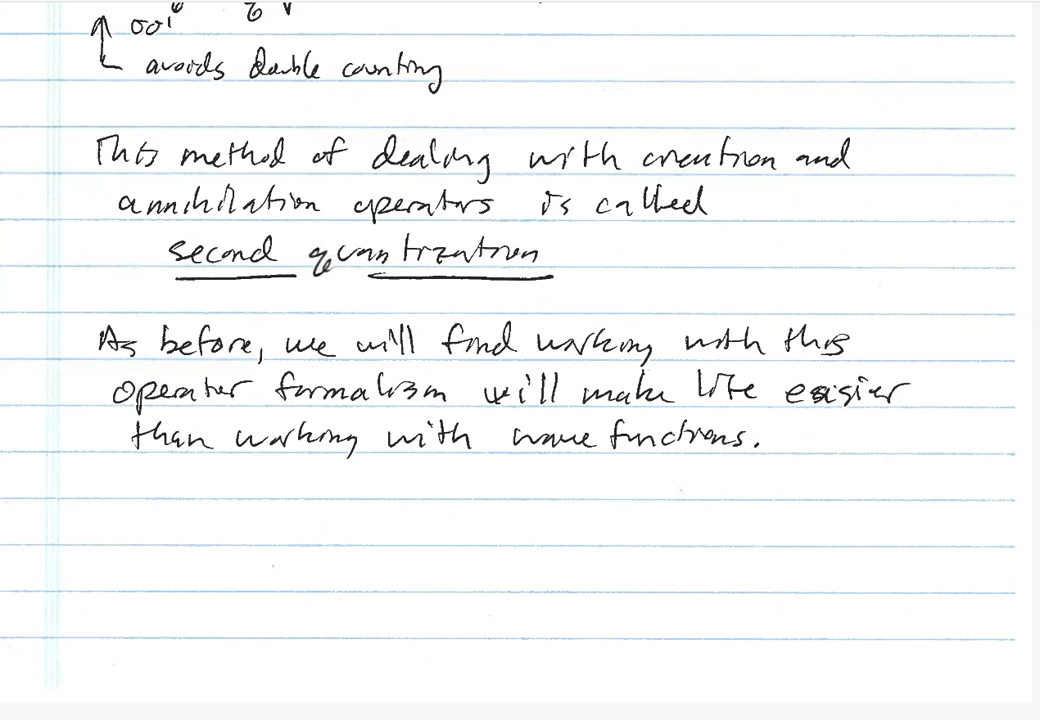 σσ'
avoids double counting
This method of dealing with creation and
annihilation operators is called
second quantization
As before, we will find working with this
operator formalism will make life easier
than working with wave functions.